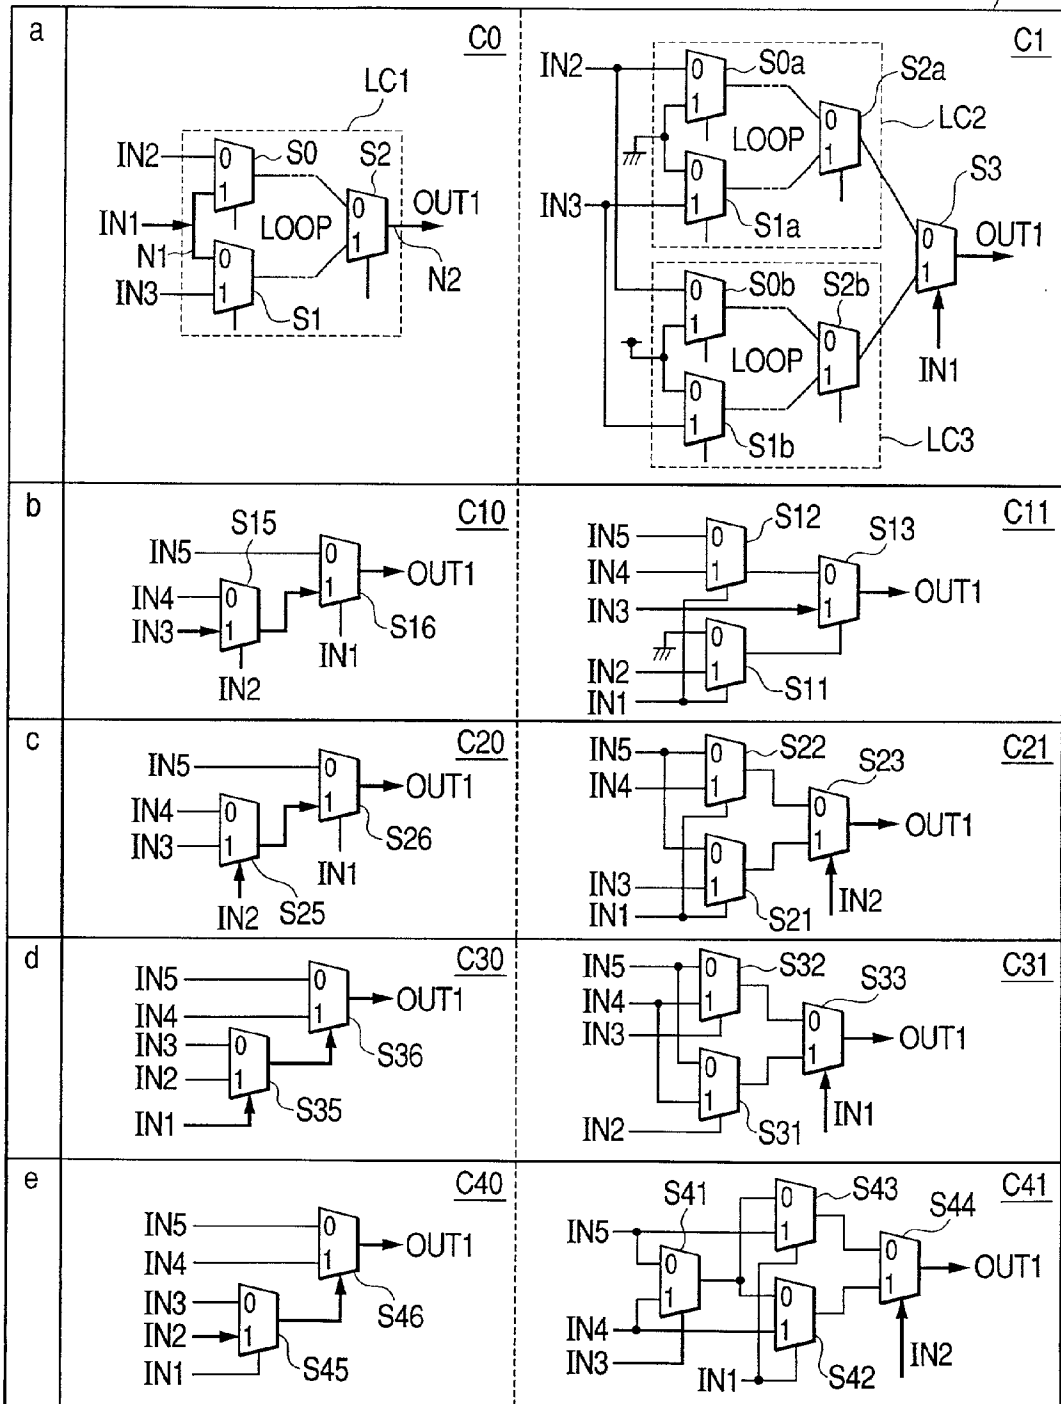 a
C0
LC1
IN2
0
1
S0
S2
IN1
N1
LOOP
0
1
OUT1
N2
IN3
0
1
S1
C1
IN2
0
1
S0a
S2a
LOOP
0
1
LC2
IN3
0
1
S1a
S3
0
1
OUT1
IN1
0
1
S0b
S2b
LOOP
0
1
0
1
S1b
LC3
b
C10
S15
IN5
0
1
OUT1
IN4
IN3
0
1
S16
IN2
IN1
C11
S12
S13
IN5
IN4
0
1
IN3
0
1
OUT1
IN2
IN1
0
1
S11
c
C20
IN5
0
1
OUT1
IN4
IN3
0
1
S26
IN1
IN2
S25
C21
IN5
IN4
0
1
S22
S23
0
1
OUT1
IN3
IN1
0
1
S21
IN2
d
C30
IN5
IN4
0
1
OUT1
IN3
IN2
0
1
S36
S35
IN1
C31
IN5
IN4
IN3
0
1
S32
S33
0
1
OUT1
0
1
IN2
S31
IN1
e
C40
IN5
IN4
0
1
OUT1
IN3
IN2
0
1
S46
S45
IN1
C41
S41
S43
S44
IN5
0
1
0
1
0
1
OUT1
IN4
IN3
0
1
IN1
S42
IN2